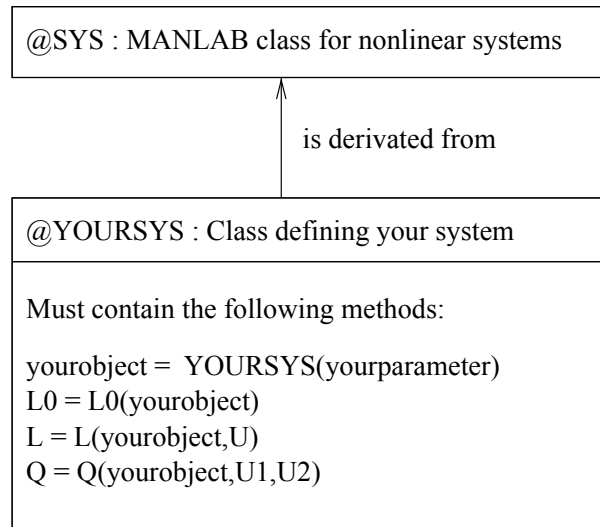 @SYS : MANLAB class for nonlinear systems
is derivated from
@YOURSYS : Class defining your system
Must contain the following methods:
yourobject = YOURSYS(yourparameter)
L0 = L0(yourobject)
L = L(yourobject,U)
Q = Q(yourobject,U1,U2)